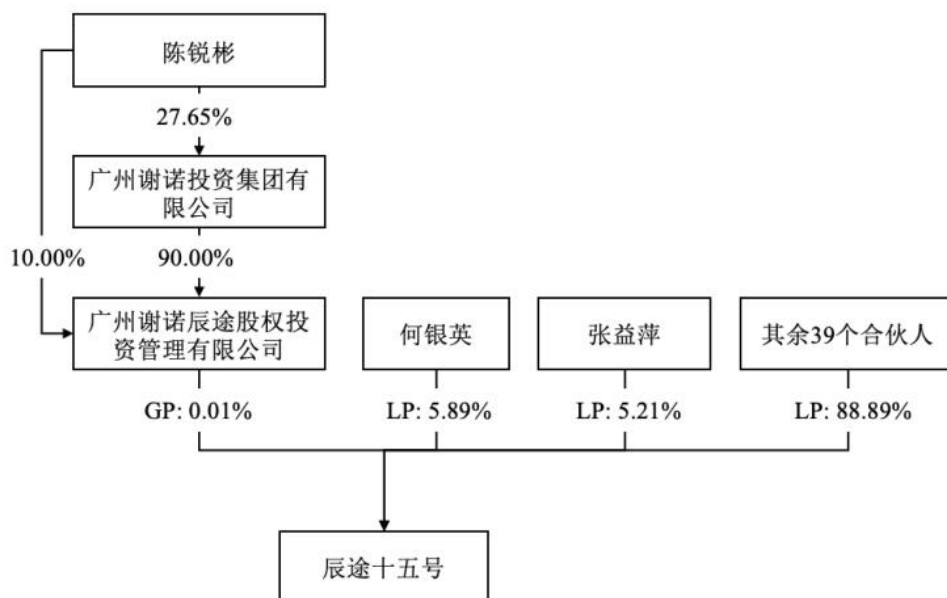 陈锐彬
27.65%
广州谢诺投资集团有
限公司
10.00%
90.00%
广州谢诺辰途股权投
资管理有限公司
何银英
张益萍
其余39个合伙人
GP: 0.01%
LP: 5.89%
LP: 5.21%
LP: 88.89%
辰途十五号